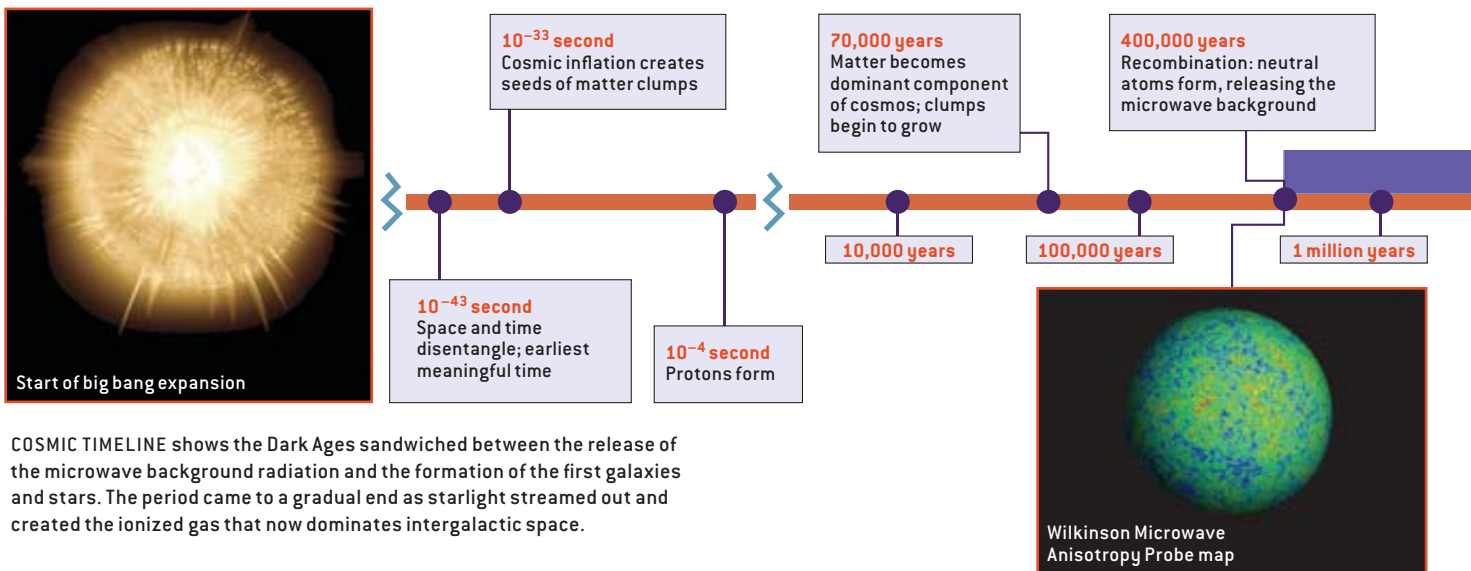 Start of big bang expansion
10⁻³³ second
Cosmic inflation creates
seeds of matter clumps
10⁻⁴³ second
Space and time
disentangle; earliest
meaningful time
10⁻⁴ second
Protons form
70,000 years
Matter becomes
dominant component
of cosmos; clumps
begin to grow
400,000 years
Recombination: neutral
atoms form, releasing the
microwave background
10,000 years
100,000 years
1 million years
Wilkinson Microwave
Anisotropy Probe map
COSMIC TIMELINE shows the Dark Ages sandwiched between the release of
the microwave background radiation and the formation of the first galaxies
and stars. The period came to a gradual end as starlight streamed out and
created the ionized gas that now dominates intergalactic space.